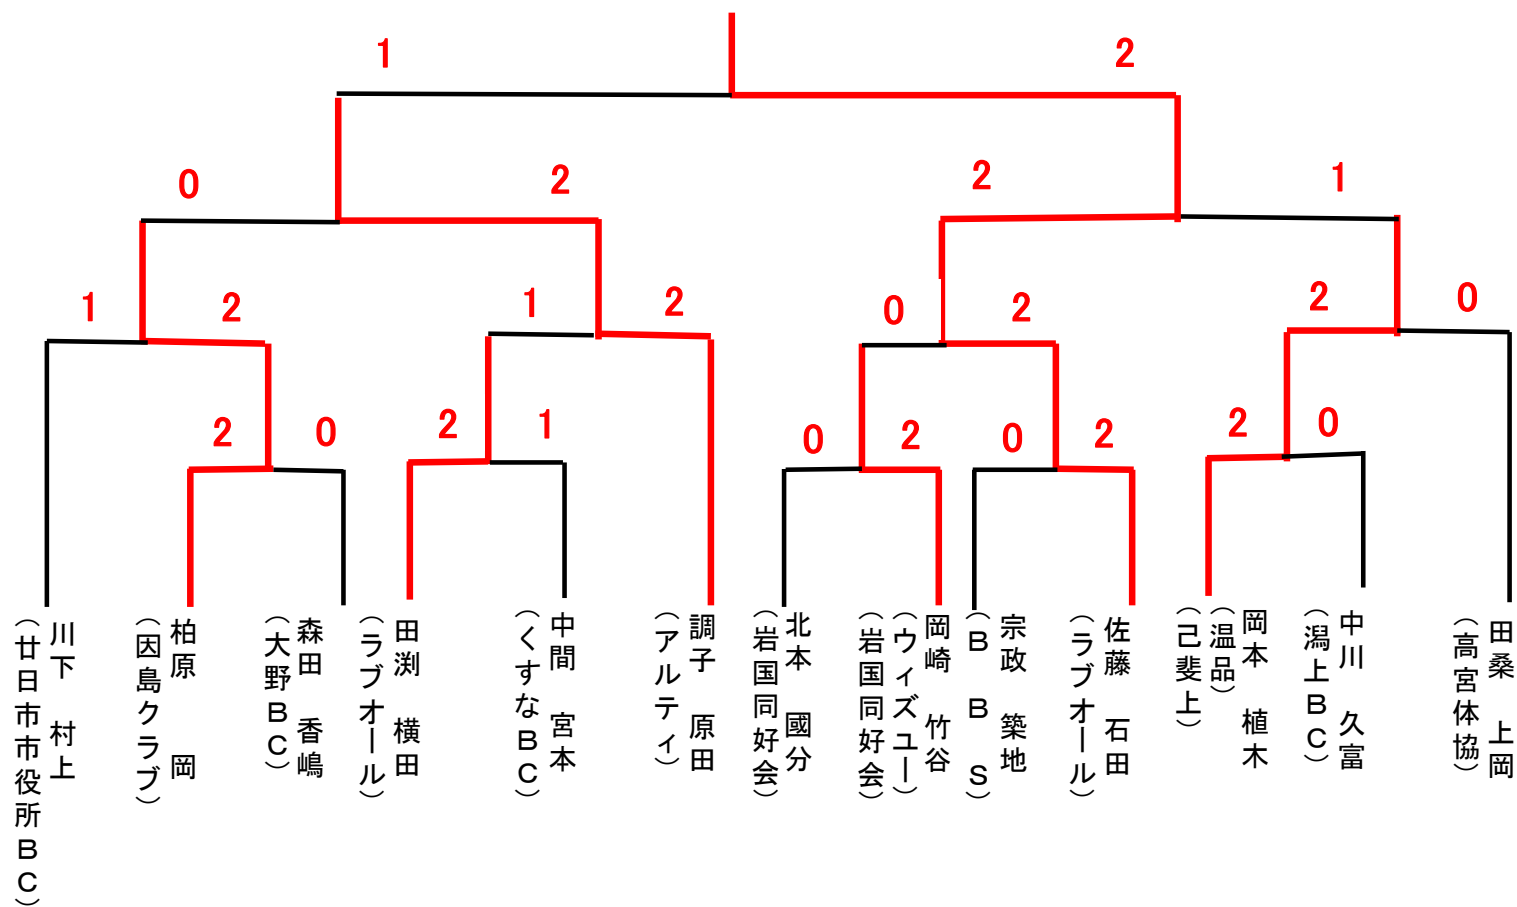 1
2
0
2
2
1
1
2
1
2
0
2
2
0
2
0
2
1
0
2
0
2
2
0
川下 村上
(廿日市市役所BC)
柏原 岡
(因島クラブ)
森田 香嶋
(大野BC)
田渕 横田
(ラブオール)
中間 宮本
(くすなBC)
調子 原田
(アルティ)
北本 國分
(岩国同好会)
岡崎 竹谷
(ウィズユー)
(岩国同好会)
宗政 築地
(B B S)
佐藤 石田
(ラブオール)
岡本 植木
(温品)
(己斐上)
中川 久富
(潟上BC)
田桑 上岡
(高宮体協)